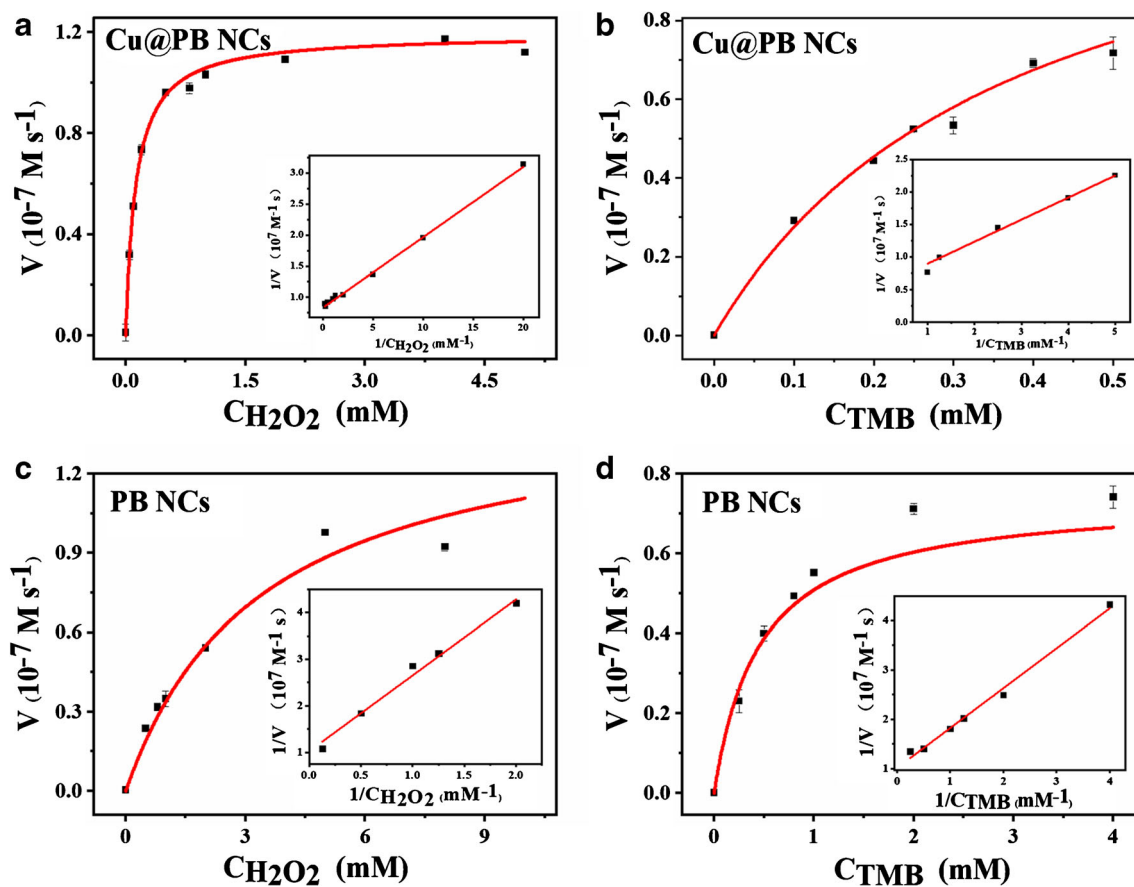 a
Cu@PB NCs
V (10-7 M s-1)
1.2
0.8
0.4
0.0
0.0 1.5 3.0 4.5
CH2O2 (mM)
1/V (10⁷ M-1 s)
3.0
2.5
2.0
1.5
1.0
0 5 10 15 20
1/CH2O2 (mM-1)
b
Cu@PB NCs
V (10-7 M s-1)
0.8
0.6
0.4
0.2
0.0
0.0 0.1 0.2 0.3 0.4 0.5
CTMB (mM)
1/V (10⁷ M-1 s)
2.5
2.0
1.5
1.0
0.5
0.0
1 2 3 4 5
1/CTMB (mM-1)
c
PB NCs
V (10-7 M s-1)
1.2
0.9
0.6
0.3
0.0
0 3 6 9
CH2O2 (mM)
1/V (10⁷ M-1 s)
4
3
2
1
0.0 0.5 1.0 1.5 2.0
1/CH2O2 (mM-1)
d
PB NCs
V (10-7 M s-1)
0.8
0.6
0.4
0.2
0.0
0 1 2 3 4
CTMB (mM)
1/V (10⁷ M-1 s)
4
3
2
1
0 1 2 3 4
1/CTMB (mM-1)